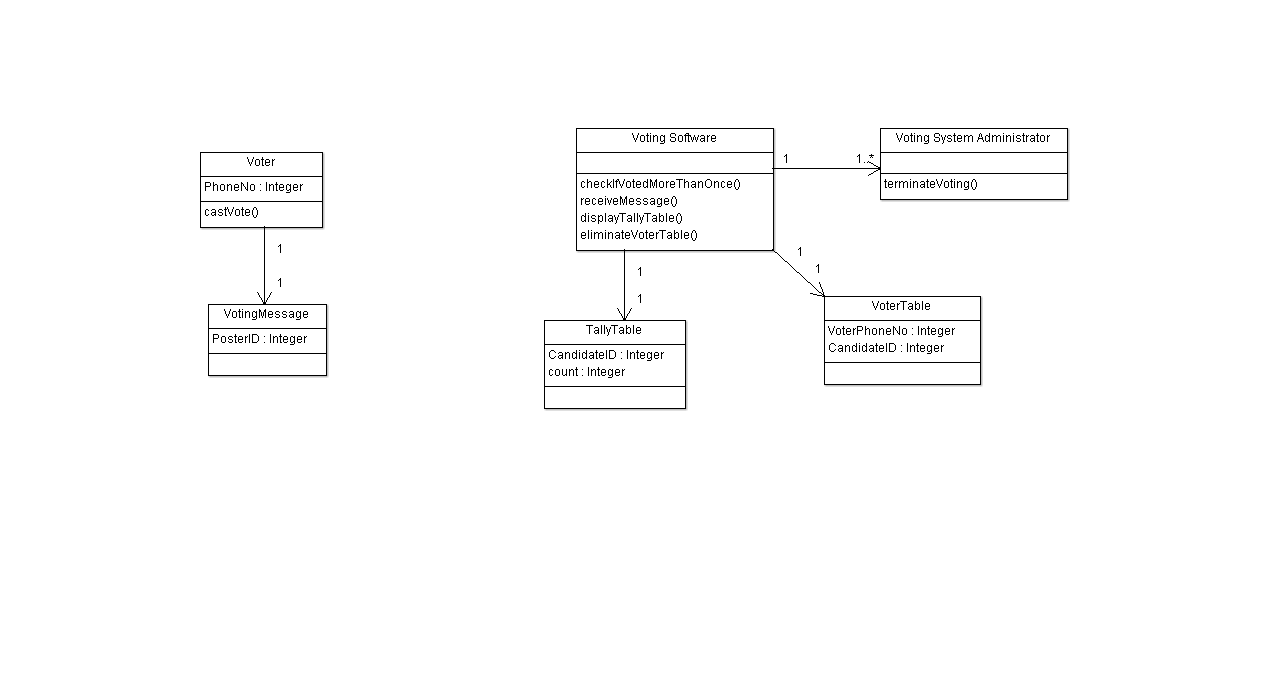 Voter
PhoneNo : Integer
castVote()
1
1
VotingMessage
PosterID : Integer
Voting Software
checkIfVotedMoreThanOnce()
receiveMessage()
displayTallyTable()
eliminateVoterTable()
1
1..*
Voting System Administrator
terminateVoting()
1
1
TallyTable
CandidateID : Integer
count : Integer
1
1
VoterTable
VoterPhoneNo : Integer
CandidateID : Integer